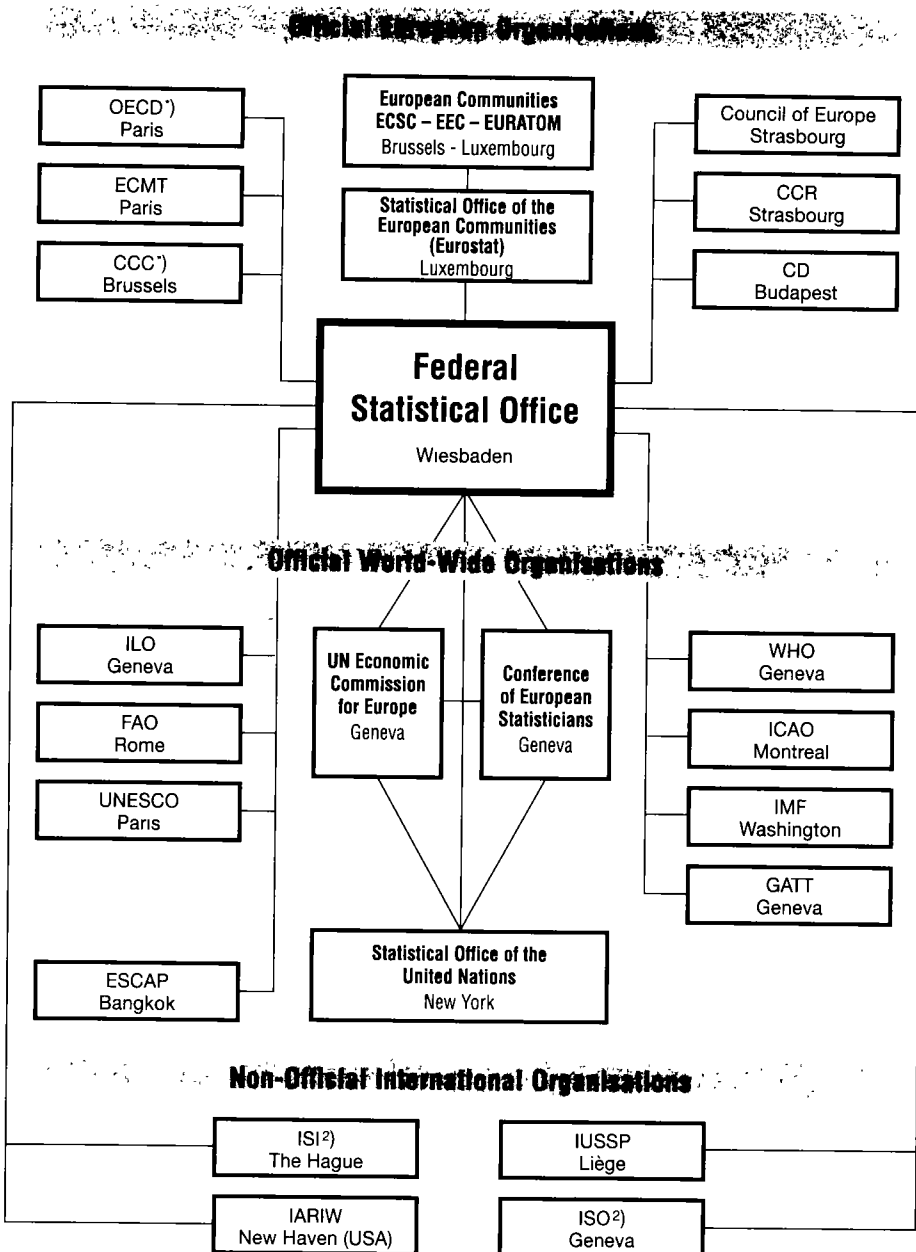 Official European Organisations
OECD*)
Paris
ECMT
Paris
CCC*)
Brussels
European Communities
ECSC – EEC – EURATOM
Brussels - Luxembourg
Statistical Office of the
European Communities
(Eurostat)
Luxembourg
Council of Europe
Strasbourg
CCR
Strasbourg
CD
Budapest
Federal
Statistical Office
Wiesbaden
Official World-Wide Organisations
ILO
Geneva
FAO
Rome
UNESCO
Paris
ESCAP
Bangkok
UN Economic
Commission
for Europe
Geneva
Conference
of European
Statisticians
Geneva
Statistical Office of the
United Nations
New York
WHO
Geneva
ICAO
Montreal
IMF
Washington
GATT
Geneva
Non-Official International Organisations
ISI²)
The Hague
IARIW
New Haven (USA)
IUSSP
Liège
ISO²)
Geneva